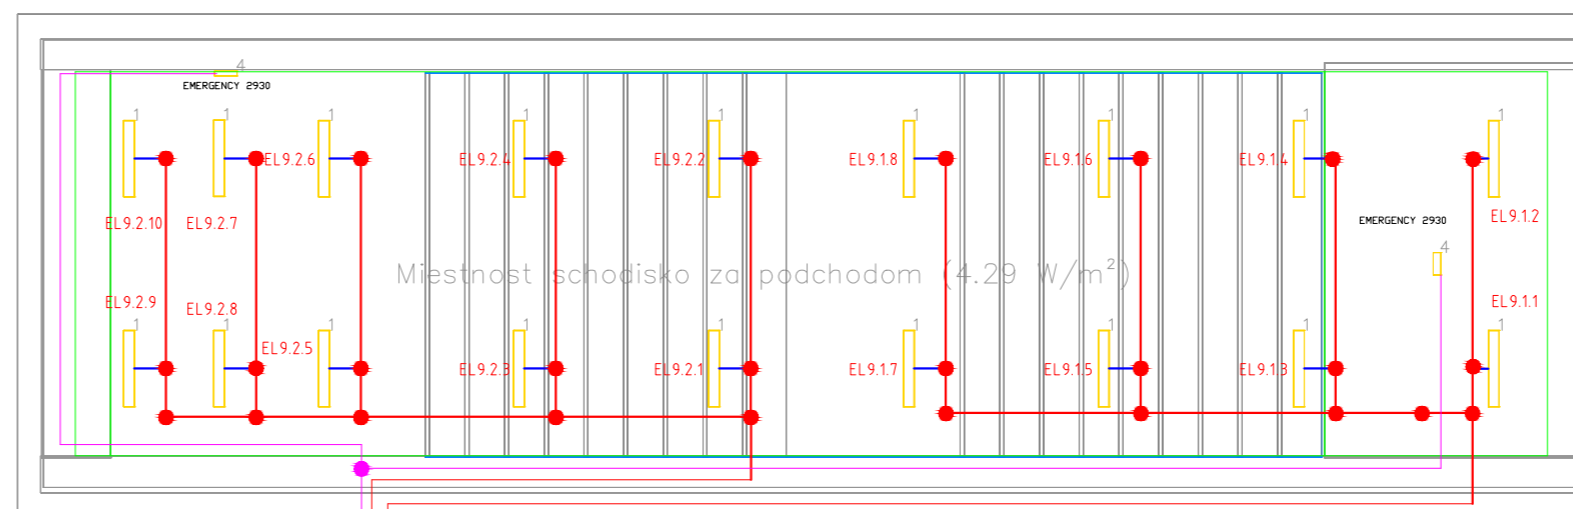 4
EMERGENCY 2930
1 1 1 1 1 1 1 1 1
EL9.2.6 EL9.2.4 EL9.2.2 EL9.1.8 EL9.1.6 EL9.1.4
EL9.2.10 EL9.2.7 EMERGENCY 2930 EL9.1.2
4
Miestnost schodisko za podchodom (4.29 W/m²)
EL9.2.9 EL9.2.8 EL9.1.1
1 1 1 1 1 1 1 1 1
EL9.2.5
EL9.2.3 EL9.2.1 EL9.1.7 EL9.1.5 EL9.1.3